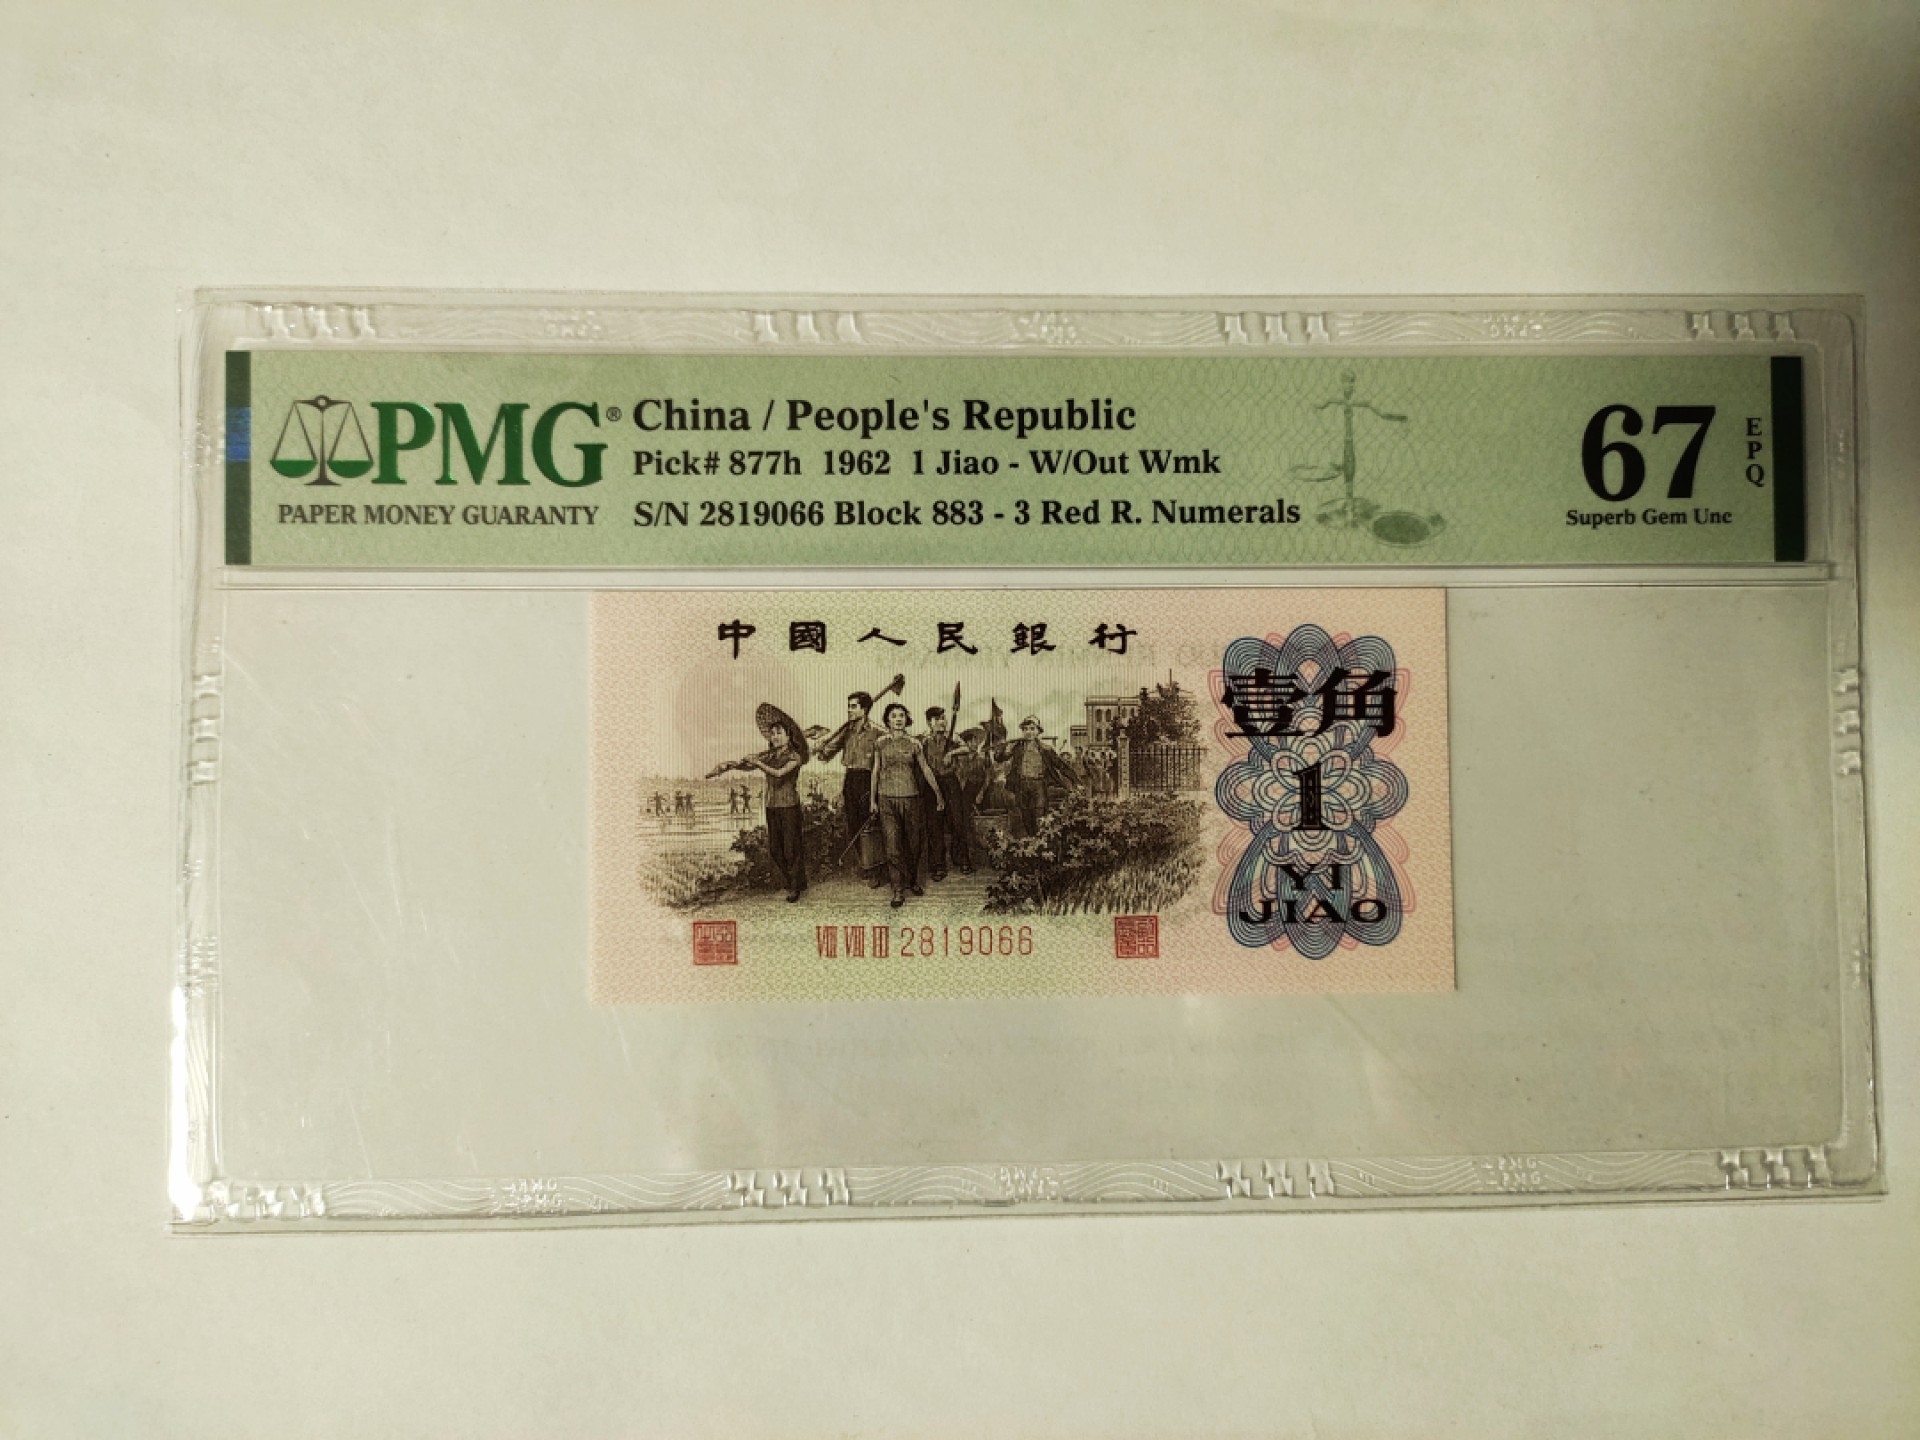 PMG®
PAPER MONEY GUARANTY
China / People's Republic
Pick# 877h 1962 1 Jiao - W/Out Wmk
S/N 2819066 Block 883 - 3 Red R. Numerals
67
EPQ
Superb Gem Unc
中國人民銀行
壹角
1
YI
JIAO
VIII VIII III 2819066